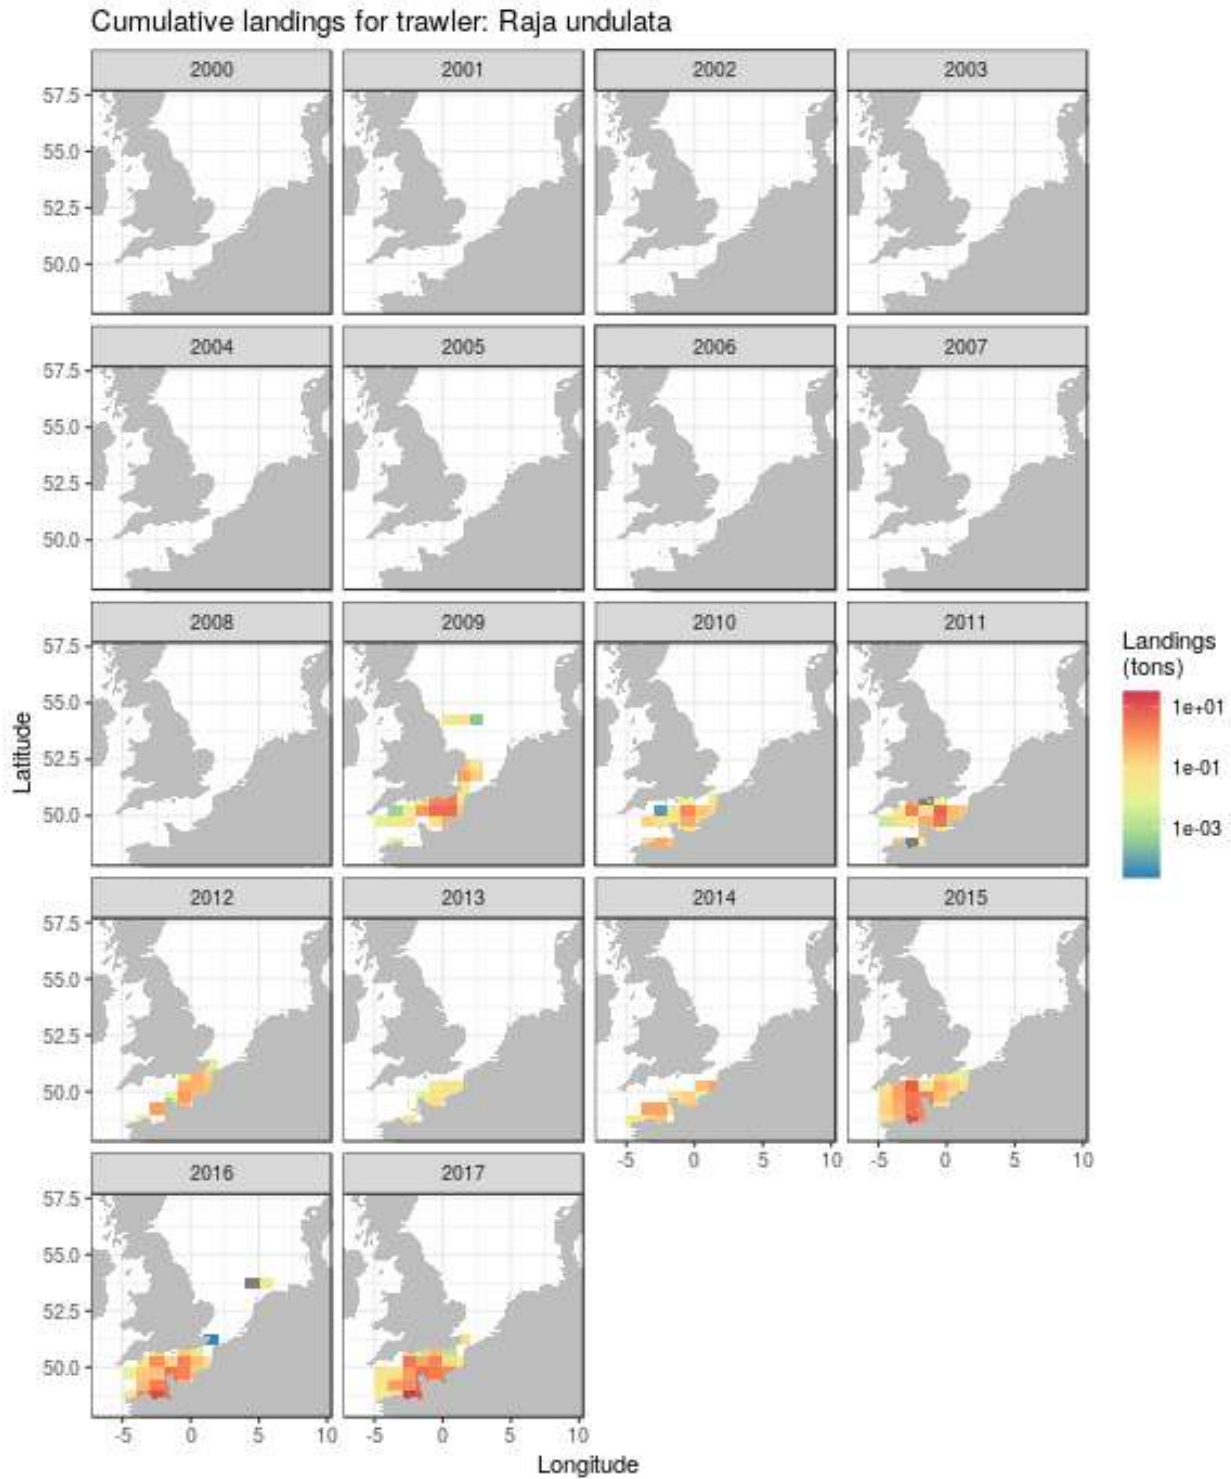 Cumulative landings for trawler: Raja undulata
2000 2001 2002 2003
57.5
55.0
52.5
50.0
2004 2005 2006 2007
57.5
55.0
52.5
50.0
2008 2009 2010 2011
57.5
55.0
52.5
50.0
Latitude
Landings
(tons)
1e+01
1e-01
1e-03
2012 2013 2014 2015
57.5
55.0
52.5
50.0
-5 0 5 10 -5 0 5 10
2016 2017
57.5
55.0
52.5
50.0
-5 0 5 10 -5 0 5 10
Longitude